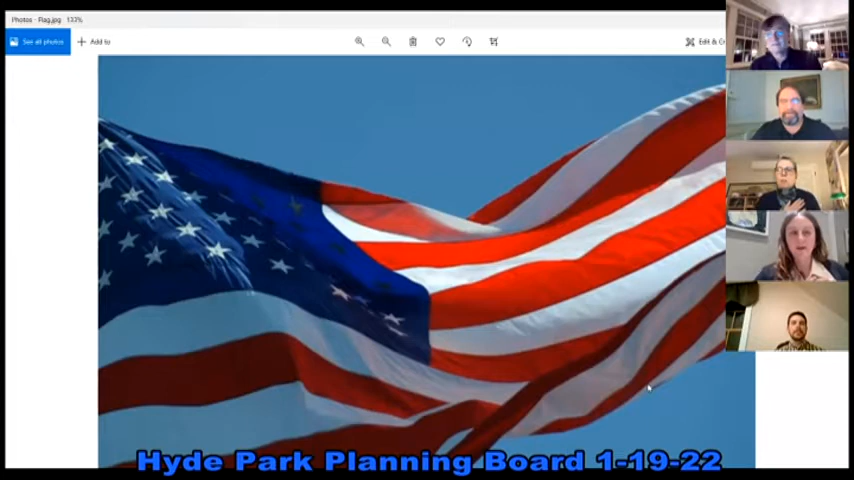 Photos - Flag.jpg 133%
See all photos
Add to
Edit & Cr
Hyde Park Planning Board 1-19-22